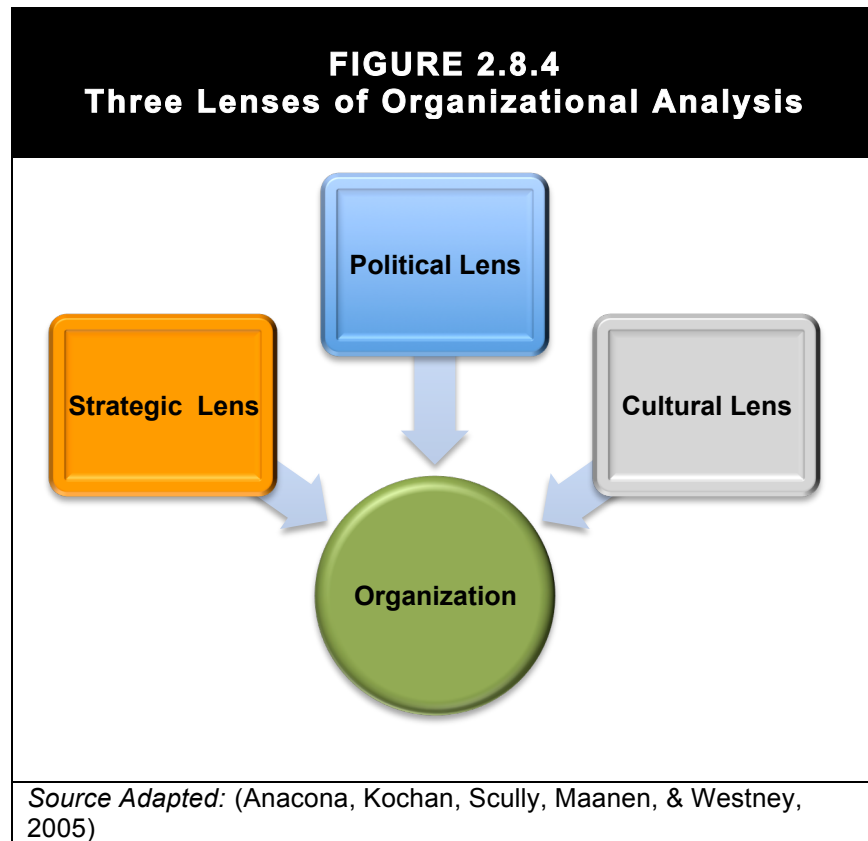 FIGURE 2.8.4
Three Lenses of Organizational Analysis
Political Lens
Strategic Lens
Cultural Lens
Organization
Source Adapted: (Anacona, Kochan, Scully, Maanen, & Westney,
2005)